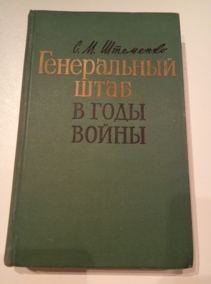 С. М. Штеменко
Генеральный
штаб
в годы
войны